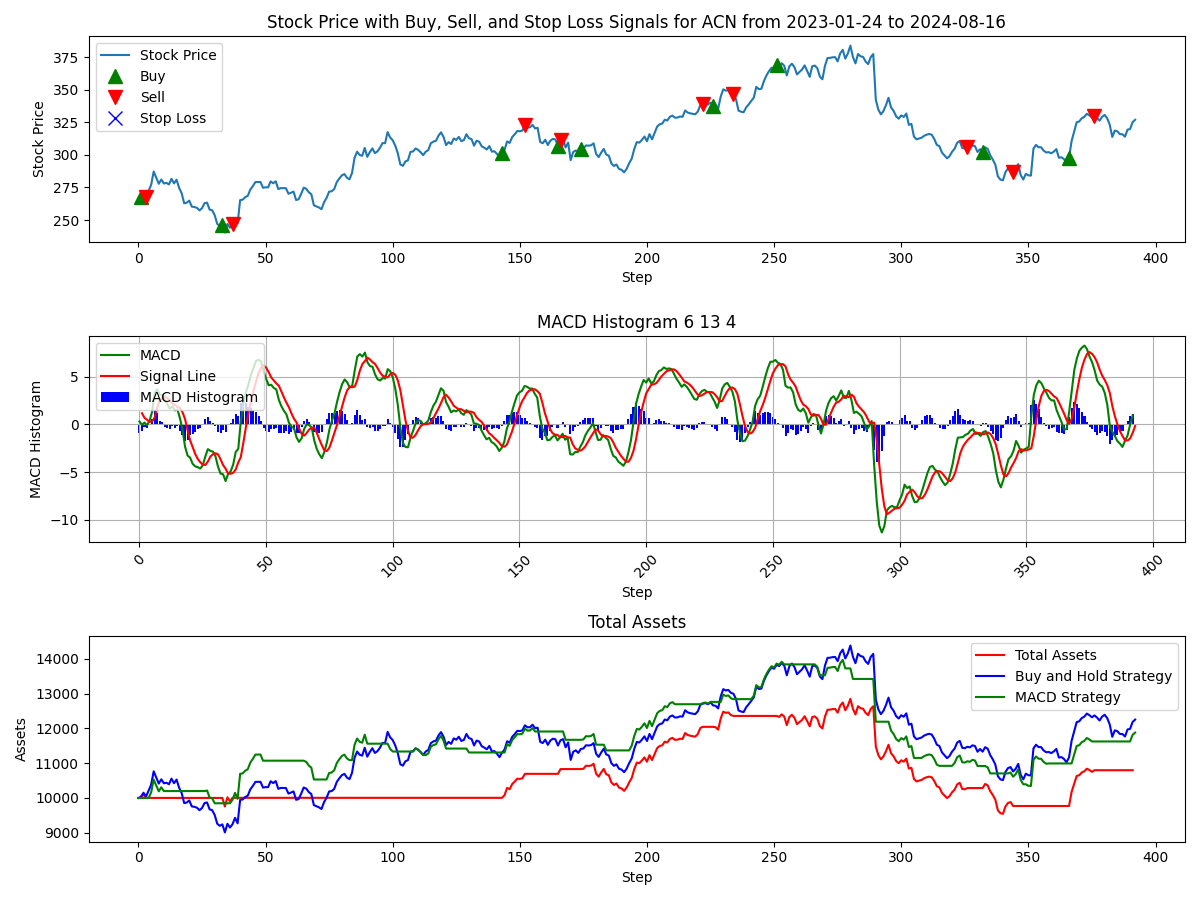 Stock Price with Buy, Sell, and Stop Loss Signals for ACN from 2023-01-24 to 2024-08-16
Stock Price
375
350
325
300
275
250
Stock Price
Buy
Sell
Stop Loss
0 50 100 150 200 250 300 350 400
Step
MACD Histogram 6 13 4
MACD Histogram
5
0
−5
−10
MACD
Signal Line
MACD Histogram
0 50 100 150 200 250 300 350 400
Step
Total Assets
Assets
14000
13000
12000
11000
10000
9000
Total Assets
Buy and Hold Strategy
MACD Strategy
0 50 100 150 200 250 300 350 400
Step